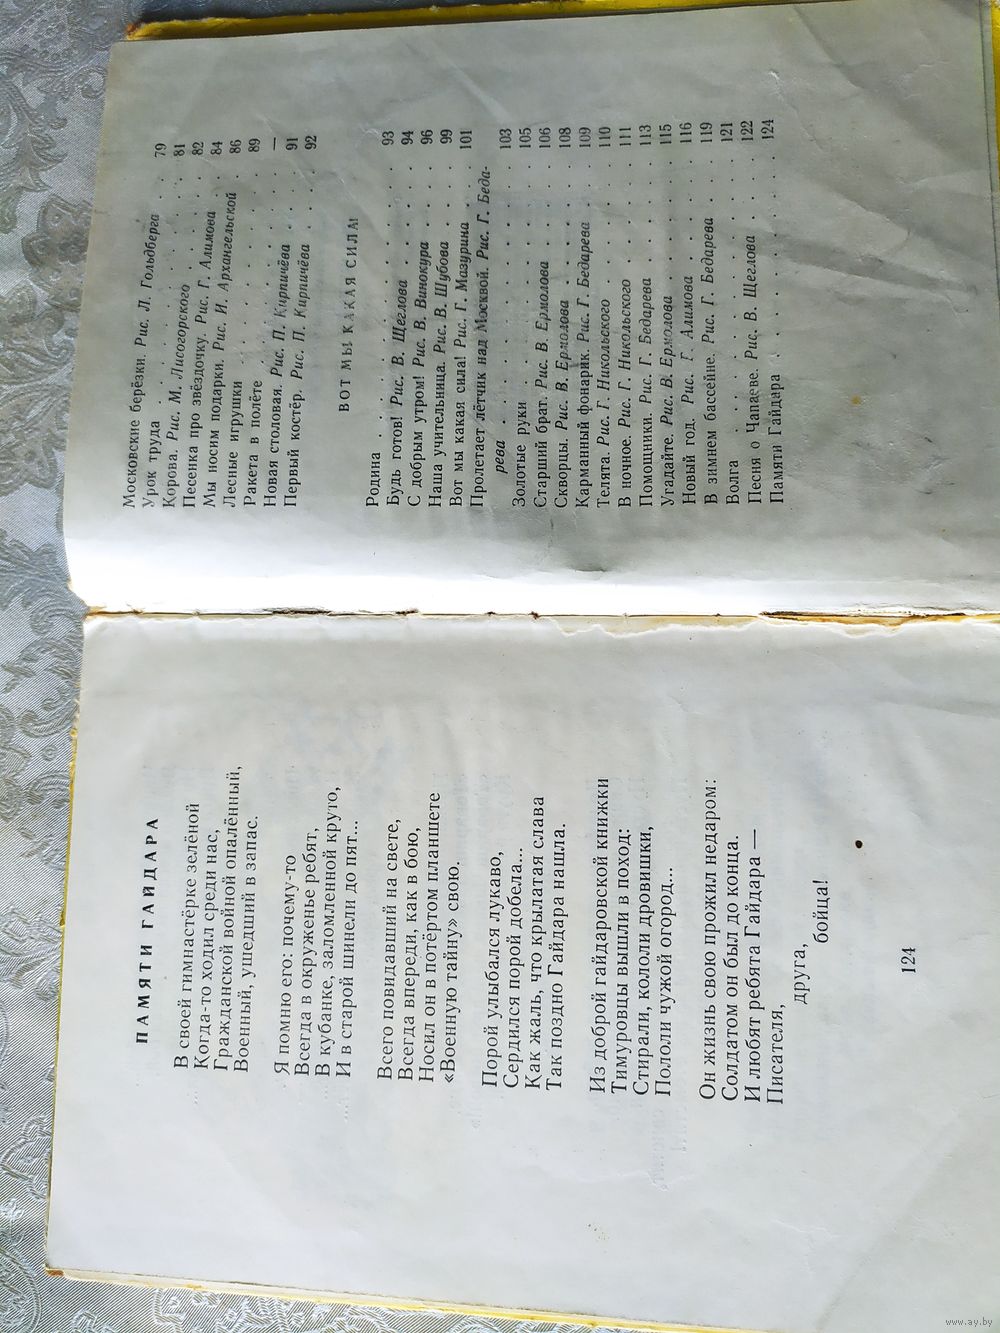 ПАМЯТИ ГАЙДАРА
В своей гимнастёрке зелёной
Когда-то ходил среди нас,
Гражданской войной опалённый,
Военный, ушедший в запас.
Я помню его: почему-то
Всегда в окруженье ребят,
В кубанке, заломленной круто,
И в старой шинели до пят...
Всего повидавший на свете,
Всегда впереди, как в бою,
Носил он в потёртом планшете
«Военную тайну» свою.
Порой улыбался лукаво,
Сердился порой добела...
Как жаль, что крылатая слава
Так поздно Гайдара нашла.
Из доброй гайдаровской книжки
Тимуровцы вышли в поход:
Стирали, кололи дровишки,
Пололи чужой огород...
Он жизнь свою прожил недаром:
Солдатом он был до конца.
И любят ребята Гайдара —
Писателя,
друга,
бойца!
124
Московские берёзки. Рис. Л. Гольдберга . 79
Урок труда . . . . . . . . . . 81
Корова. Рис. М. Лисогорского . . . . . 82
Песенка про звёздочку. Рис. Г. Алимова . . 84
Мы носим подарки. Рис. И. Архангельской 86
Лесные игрушки . . . . . . . . . 89
Ракета в полёте . . . . . . . . . —
Новая столовая. Рис. П. Кирпичёва . . . . 91
Первый костёр. Рис. П. Кирпичёва . . . . 92
ВОТ МЫ КАКАЯ СИЛА!
Родина . . . . . . . . . . . 93
Будь готов! Рис. В. Щеглова . . . . . 94
С добрым утром! Рис. В. Винокура . . . . 96
Наша учительница. Рис. В. Шубова . . . . 99
Вот мы какая сила! Рис. Г. Мазурина . . . 101
Пролетает лётчик над Москвой. Рис. Г. Беда-
рева . . . . . . . . . . . 103
Золотые руки . . . . . . . . . . 105
Старший брат. Рис. В. Ермолова . . . . . 106
Скворцы. Рис. В. Ермолова . . . . . . 108
Карманный фонарик. Рис. Г. Бедарева . . . 109
Телята. Рис. Г. Никольского . . . . . . 110
В ночное. Рис. Г. Никольского . . . . . 111
Помощники. Рис. Г. Бедарева . . . . . 113
Угадайте. Рис. В. Ермолова . . . . . . 115
Новый год. Рис. Г. Алимова . . . . . . 116
В зимнем бассейне. Рис. Г. Бедарева . . . 119
Волга . . . . . . . . . . . 121
Песня о Чапаеве. Рис. В. Щеглова . . . . 122
Памяти Гайдара . . . . . . . . . 124
www.ay.by